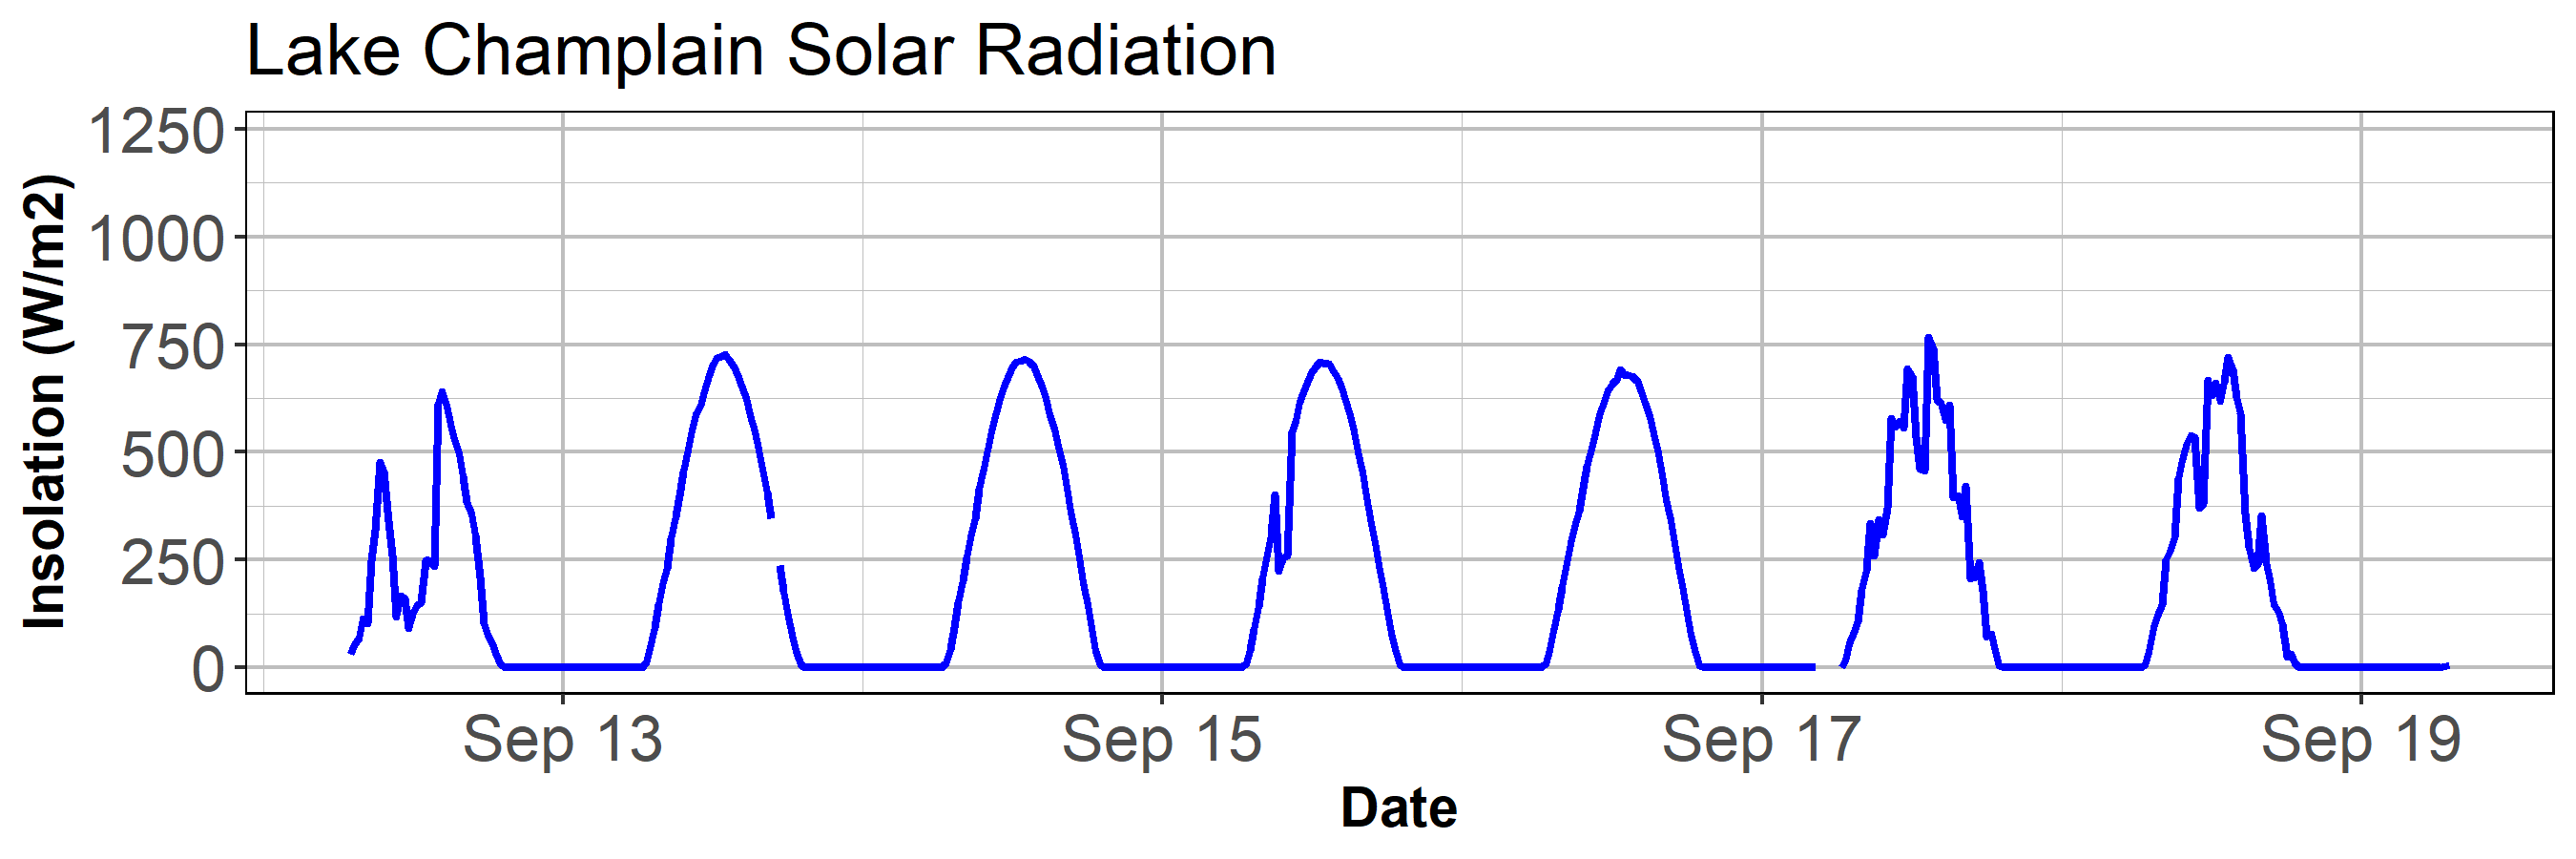 Lake Champlain Solar Radiation
1250
1000
750
500
250
0
Insolation (W/m2)
Sep 13 Sep 15 Sep 17 Sep 19
Date